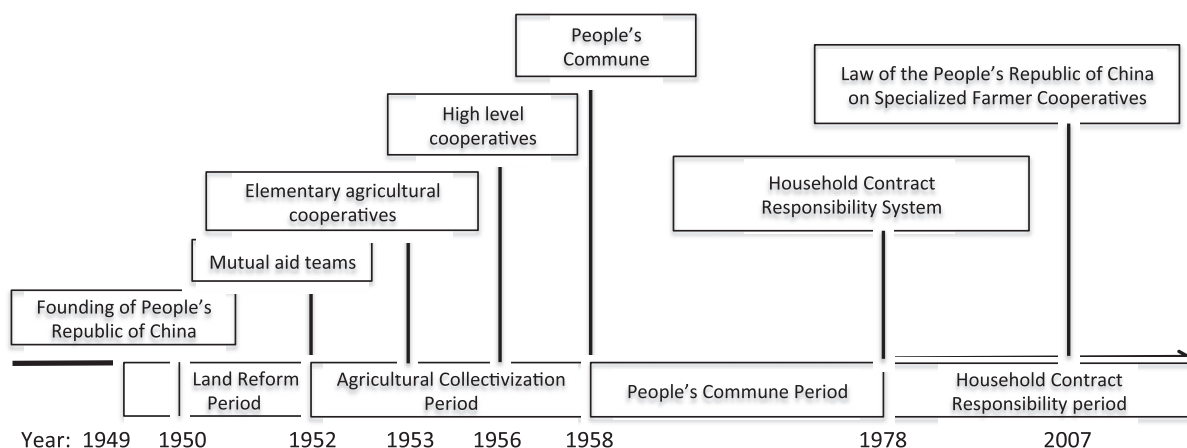 People's
Commune
Law of the People's Republic of China
on Specialized Farmer Cooperatives
High level
cooperatives
Household Contract
Responsibility System
Elementary agricultural
cooperatives
Mutual aid teams
Founding of People's
Republic of China
Land Reform
Period
Agricultural Collectivization
Period
People's Commune Period
Household Contract
Responsibility period
Year: 1949 1950 1952 1953 1956 1958 1978 2007